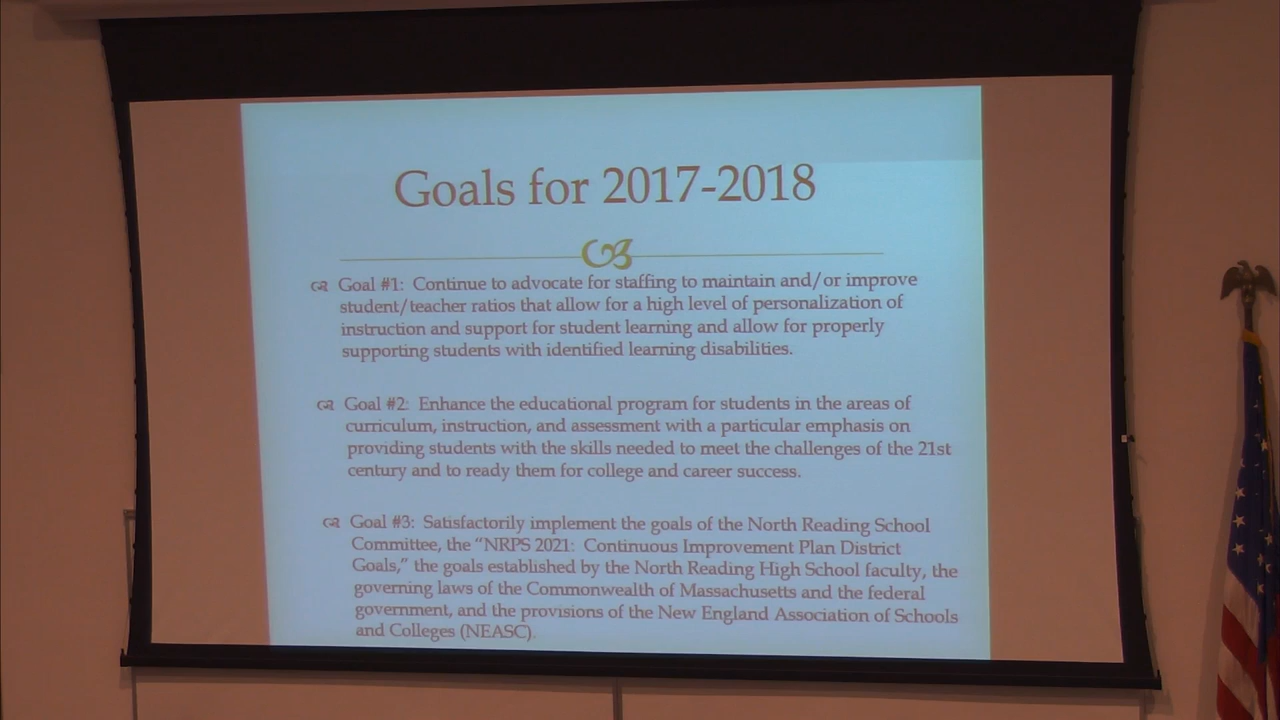 Goals for 2017-2018
Goal #1: Continue to advocate for staffing to maintain and/or improve
student/teacher ratios that allow for a high level of personalization of
instruction and support for student learning and allow for properly
supporting students with identified learning disabilities.
Goal #2: Enhance the educational program for students in the areas of
curriculum, instruction, and assessment with a particular emphasis on
providing students with the skills needed to meet the challenges of the 21st
century and to ready them for college and career success.
Goal #3: Satisfactorily implement the goals of the North Reading School
Committee, the “NRPS 2021: Continuous Improvement Plan District
Goals,” the goals established by the North Reading High School faculty, the
governing laws of the Commonwealth of Massachusetts and the federal
government, and the provisions of the New England Association of Schools
and Colleges (NEASC).